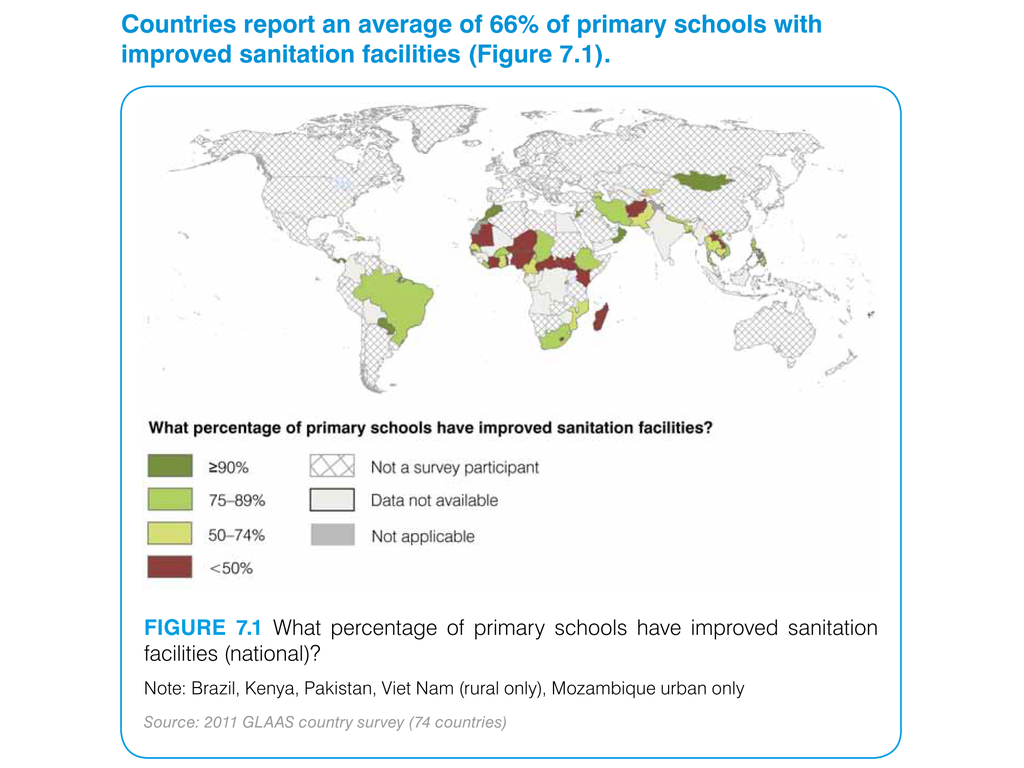 Countries report an average of 66% of primary schools with
improved sanitation facilities (Figure 7.1).
What percentage of primary schools have improved sanitation facilities?
≥90%
75–89%
50–74%
<50%
Not a survey participant
Data not available
Not applicable
FIGURE 7.1 What percentage of primary schools have improved sanitation
facilities (national)?
Note: Brazil, Kenya, Pakistan, Viet Nam (rural only), Mozambique urban only
Source: 2011 GLAAS country survey (74 countries)